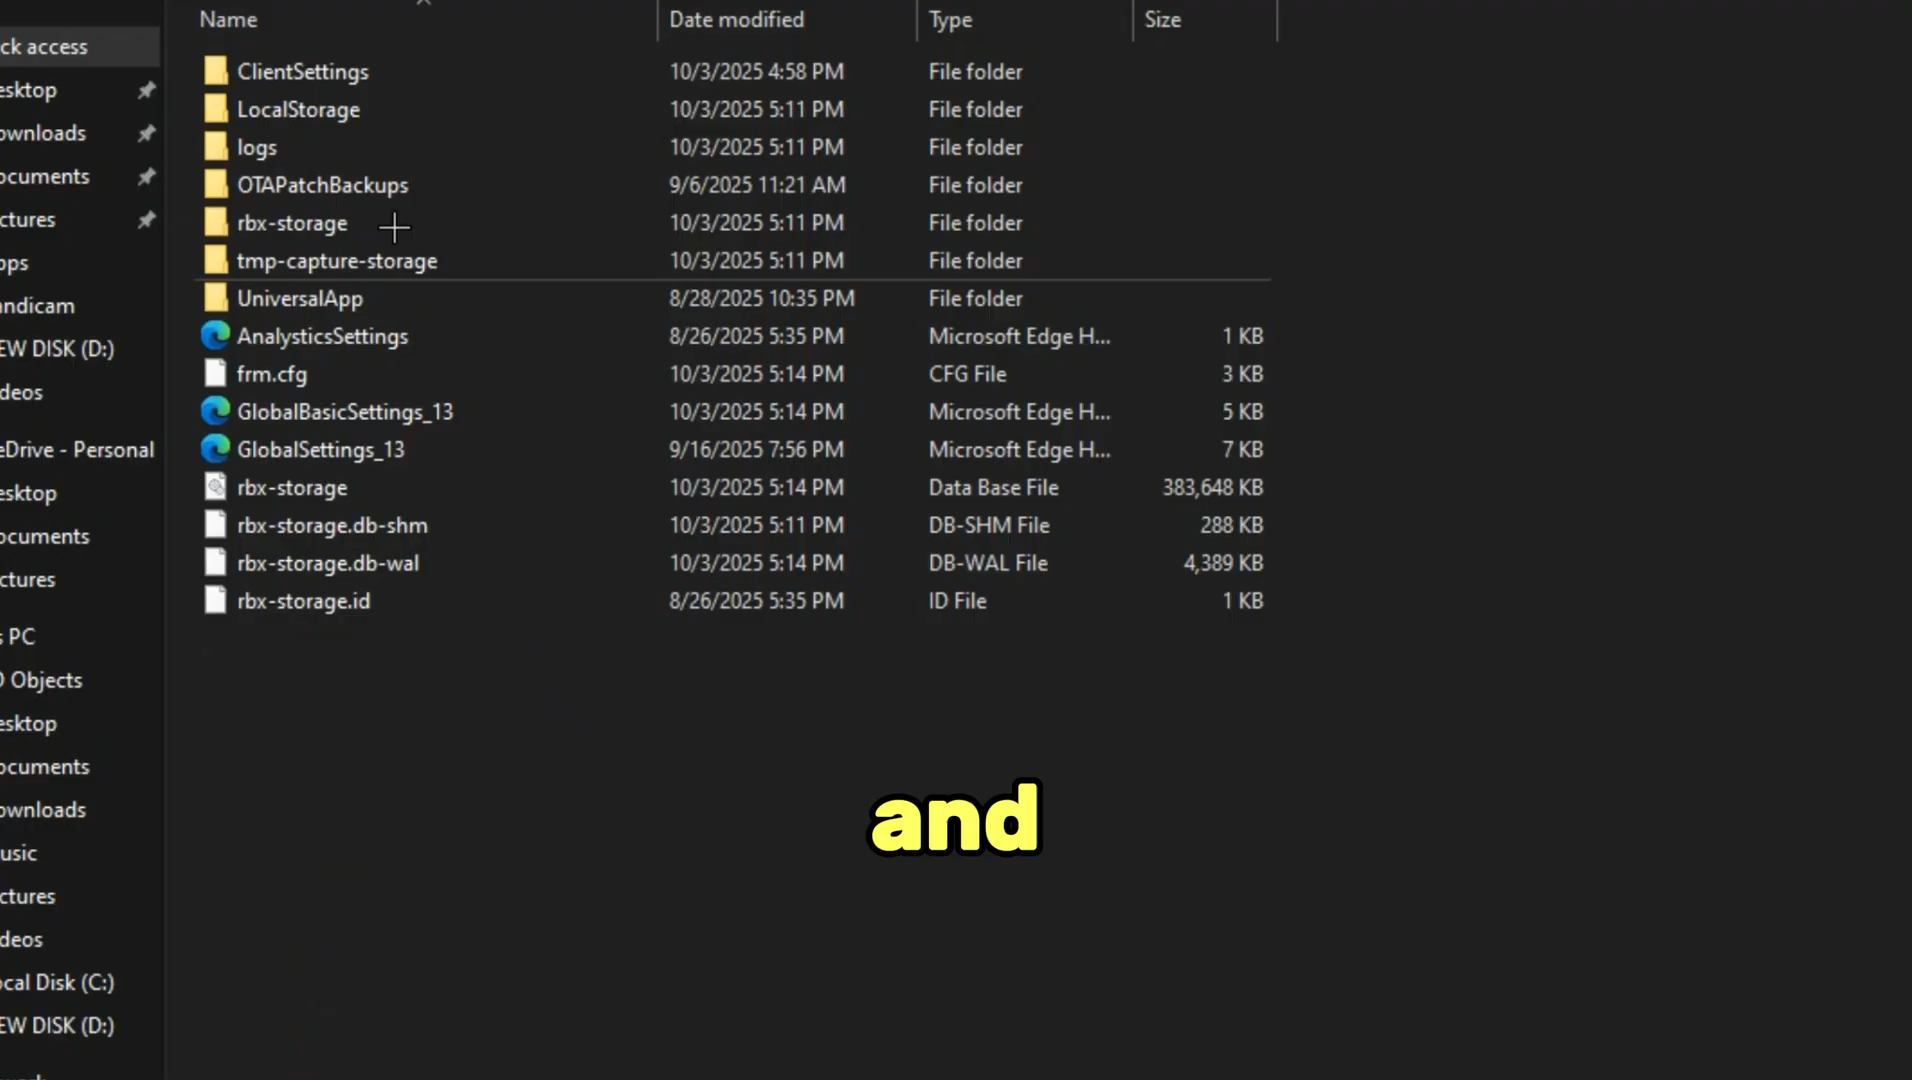 Name Date modified Type Size
ck access
esktop
ownloads
ocuments
ctures
pps
andicam
EW DISK (D:)
deos
eDrive - Personal
esktop
ocuments
ctures
s PC
D Objects
esktop
ocuments
ownloads
usic
ctures
deos
ocal Disk (C:)
EW DISK (D:)
ClientSettings 10/3/2025 4:58 PM File folder
LocalStorage 10/3/2025 5:11 PM File folder
logs 10/3/2025 5:11 PM File folder
OTAPatchBackups 9/6/2025 11:21 AM File folder
rbx-storage 10/3/2025 5:11 PM File folder
tmp-capture-storage 10/3/2025 5:11 PM File folder
UniversalApp 8/28/2025 10:35 PM File folder
AnalysticsSettings 8/26/2025 5:35 PM Microsoft Edge H... 1 KB
frm.cfg 10/3/2025 5:14 PM CFG File 3 KB
GlobalBasicSettings_13 10/3/2025 5:14 PM Microsoft Edge H... 5 KB
GlobalSettings_13 9/16/2025 7:56 PM Microsoft Edge H... 7 KB
rbx-storage 10/3/2025 5:14 PM Data Base File 383,648 KB
rbx-storage.db-shm 10/3/2025 5:11 PM DB-SHM File 288 KB
rbx-storage.db-wal 10/3/2025 5:14 PM DB-WAL File 4,389 KB
rbx-storage.id 8/26/2025 5:35 PM ID File 1 KB
and